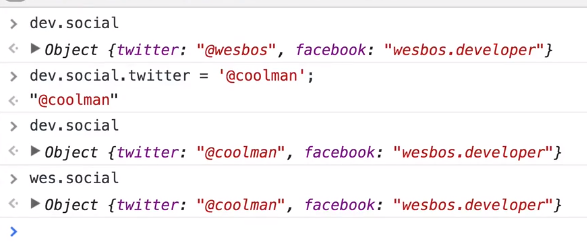 > dev.social
<· ▶ Object {twitter: "@wesbos", facebook: "wesbos.developer"}
> dev.social.twitter = '@coolman';
<· "@coolman"
> dev.social
<· ▶ Object {twitter: "@coolman", facebook: "wesbos.developer"}
> wes.social
<· ▶ Object {twitter: "@coolman", facebook: "wesbos.developer"}
>